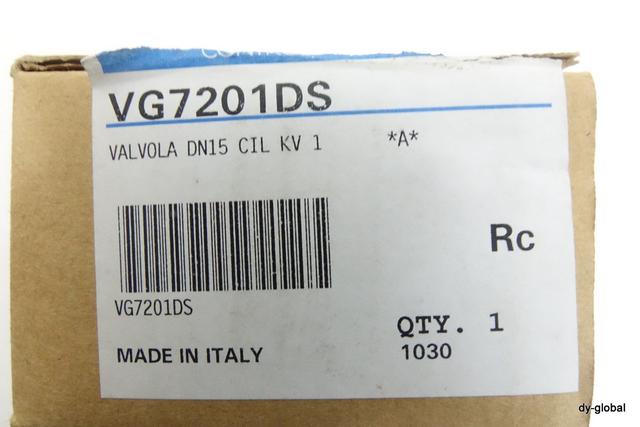 VG7201DS
VALVOLA DN15 CIL KV 1 *A*
Rc
VG7201DS
QTY. 1
MADE IN ITALY
1030
dy-global